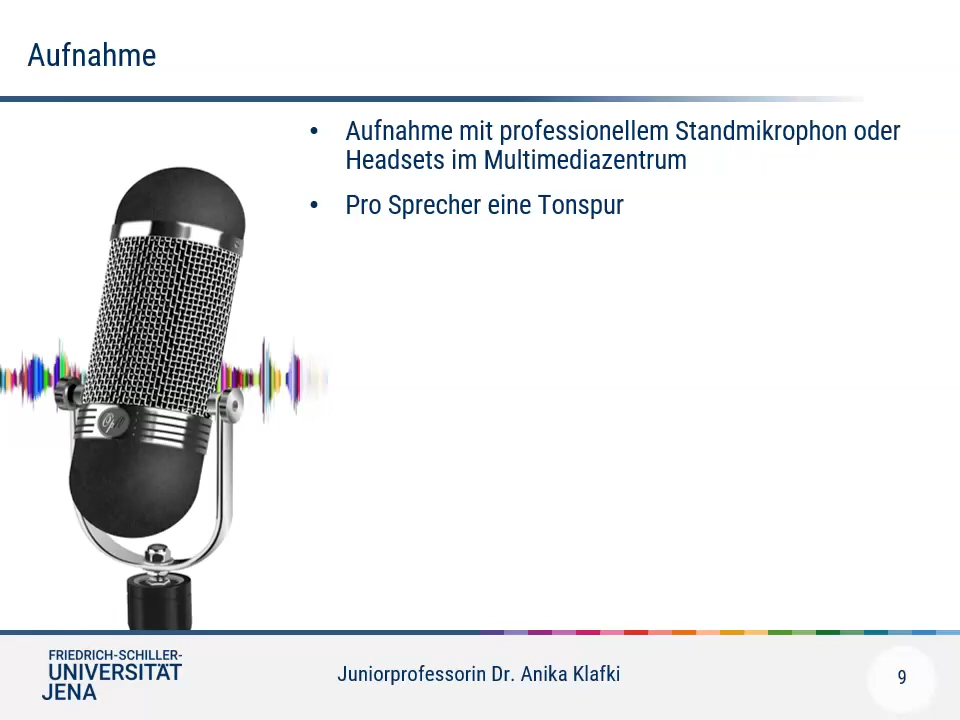 Aufnahme
• Aufnahme mit professionellem Standmikrophon oder
Headsets im Multimediazentrum
• Pro Sprecher eine Tonspur
FRIEDRICH-SCHILLER-
UNIVERSITÄT
JENA
Juniorprofessorin Dr. Anika Klafki
9